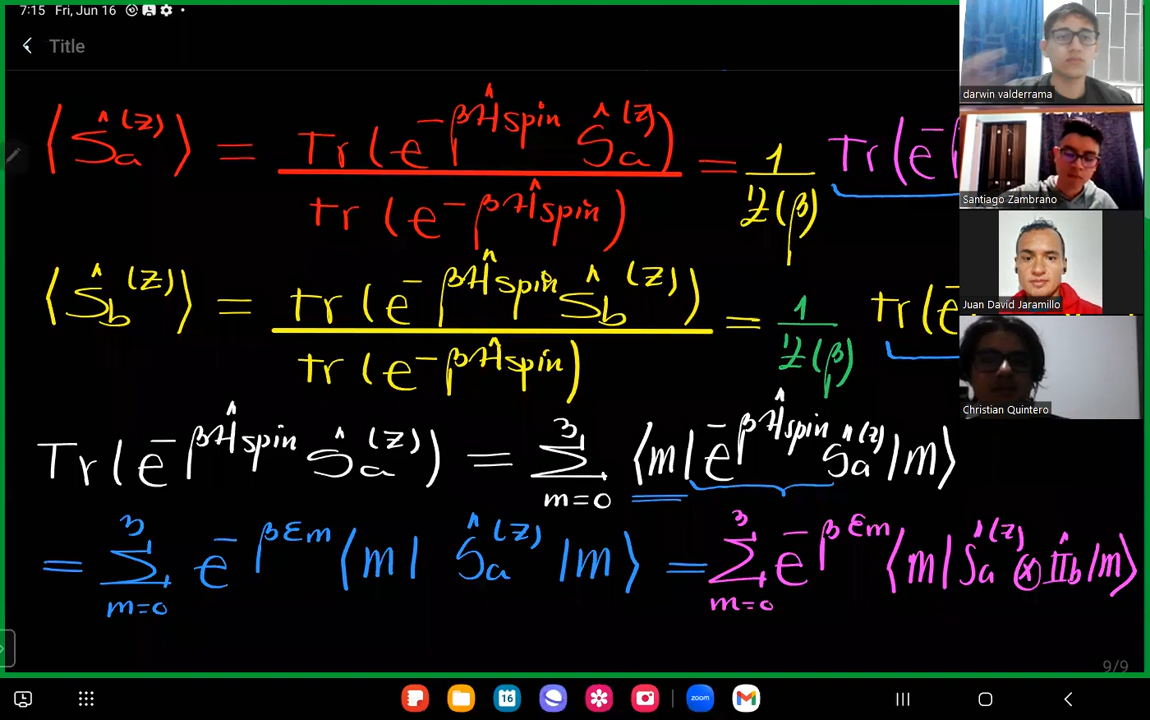 7:15 Fri, Jun 16
Title
⟨Ŝa^(z)⟩ = Tr(e^-βĤspin Ŝa^(z)) / tr(e^-βĤspin) = 1/Z(β) Tr(e^-
⟨Ŝb^(z)⟩ = Tr(e^-βĤspin Ŝb^(z)) / Tr(e^-βĤspin) = 1/Z(β) tr(e^-
Tr(e^-βĤspin Ŝa^(z)) = Σ_{m=0}^{3} ⟨m|e^-βĤspin Ŝa^(z)|m⟩
= Σ_{m=0}^{3} e^-βεm ⟨m| Ŝa^(z) |m⟩ = Σ_{m=0}^{3} e^-βεm ⟨m|Ŝa^(z) ⊗ Îb|m⟩
9/9
darwin valderrama
Santiago Zambrano
Juan David Jaramillo
Christian Quintero
16
zoom